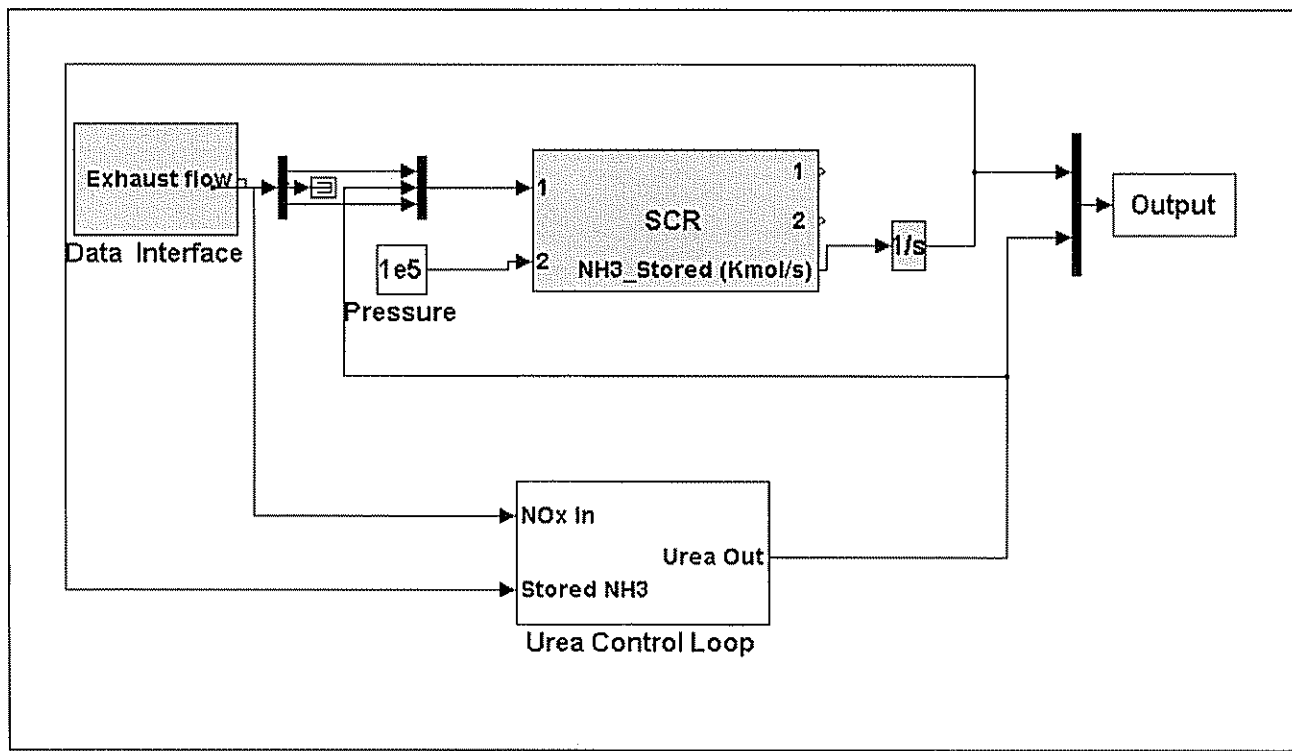 Exhaust flow
Data Interface
1
2
SCR
1
2
NH3_Stored (Kmol/s)
1/s
Output
1e5
Pressure
NOx In
Stored NH3
Urea Out
Urea Control Loop